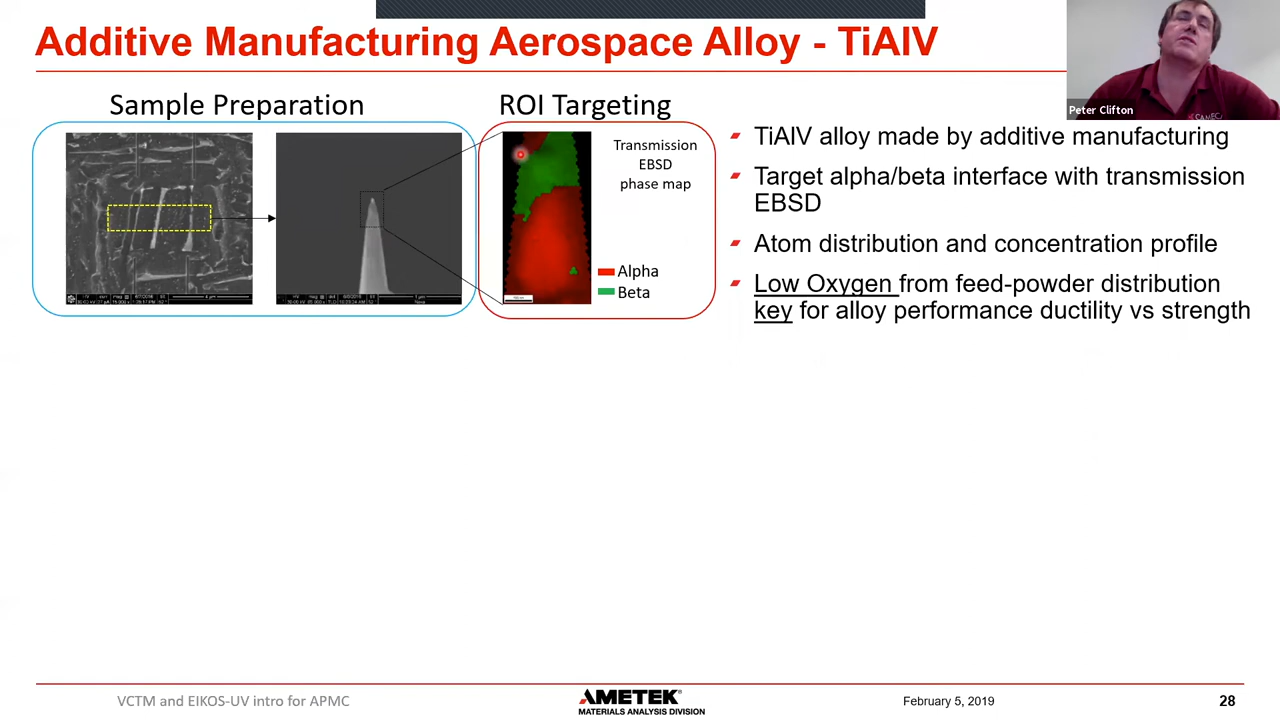 Additive Manufacturing Aerospace Alloy - TiAlV
Peter Clifton
Sample Preparation
ROI Targeting
Transmission
EBSD
phase map
Alpha
Beta
TiAlV alloy made by additive manufacturing
Target alpha/beta interface with transmission
EBSD
Atom distribution and concentration profile
Low Oxygen from feed-powder distribution
key for alloy performance ductility vs strength
VCTM and EIKOS-UV intro for APMC
AMETEK®
MATERIALS ANALYSIS DIVISION
February 5, 2019
28